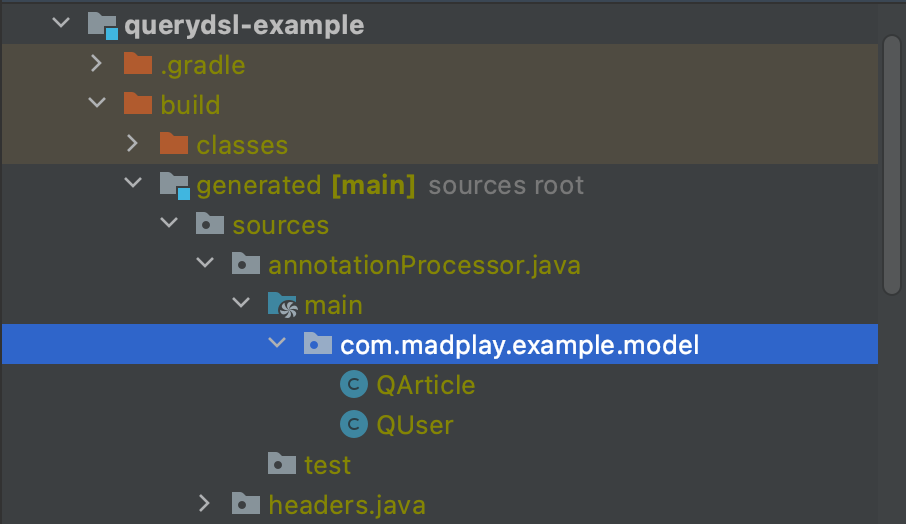 querydsl-example
.gradle
build
classes
generated [main] sources root
sources
annotationProcessor.java
main
com.madplay.example.model
C QArticle
C QUser
test
headers.java